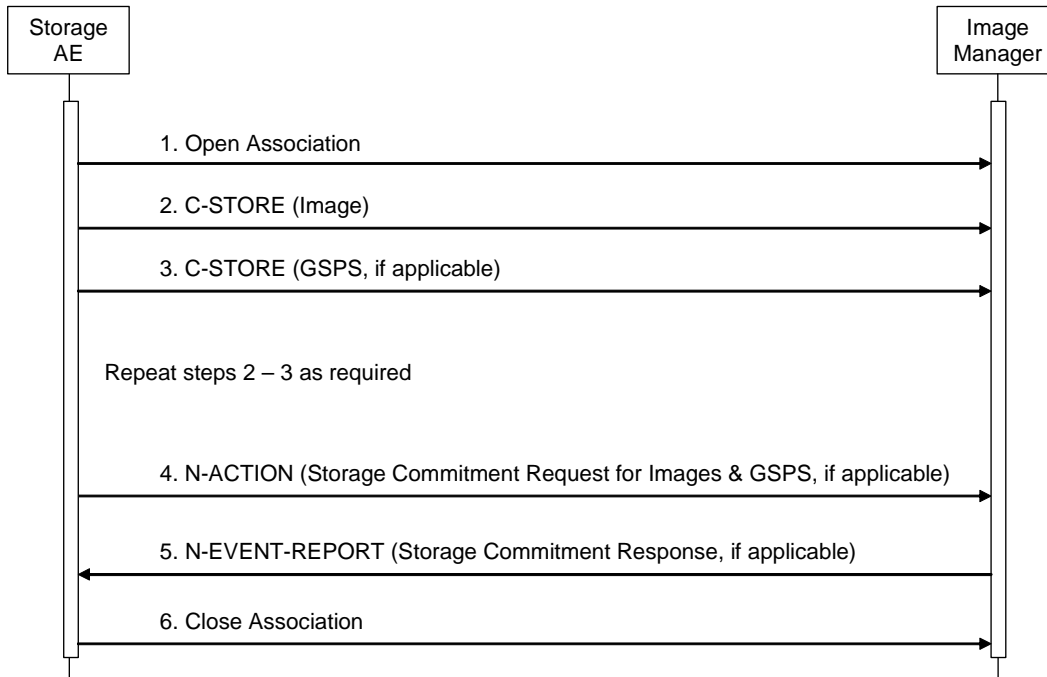 Storage
AE
Image
Manager
1. Open Association
2. C-STORE (Image)
3. C-STORE (GSPS, if applicable)
Repeat steps 2 – 3 as required
4. N-ACTION (Storage Commitment Request for Images & GSPS, if applicable)
5. N-EVENT-REPORT (Storage Commitment Response, if applicable)
6. Close Association